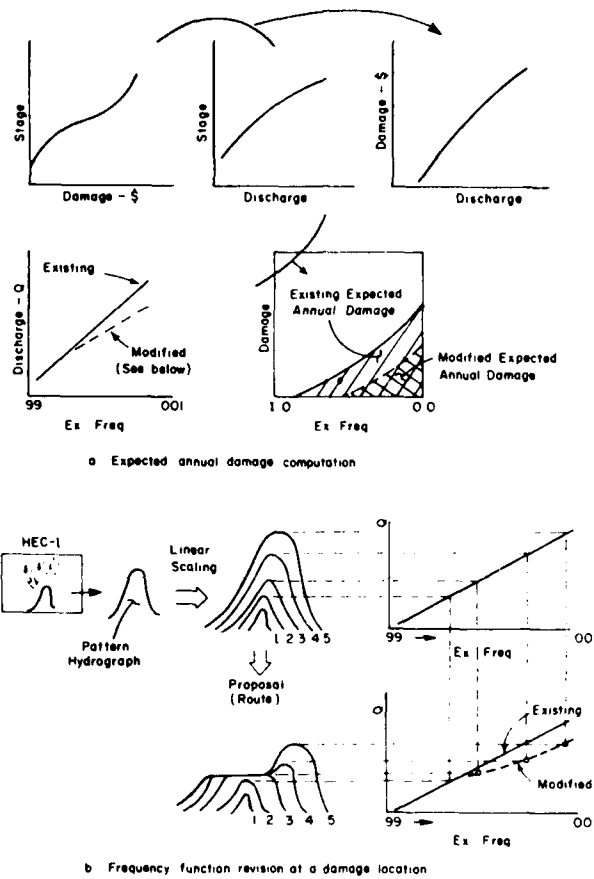 Stage
Damage - $
Stage
Discharge
Damage - $
Discharge
Discharge - Q
Existing
Modified
(See below)
99
001
Ex Freq
Damage
Existing Expected
Annual Damage
Modified Expected
Annual Damage
1 0
0 0
Ex Freq
a Expected annual damage computation
HEC-1
Pattern
Hydrograph
Linear
Scaling
1 2 3 4 5
Proposal
(Route)
Q
99
00
Ex Freq
1 2 3 4 5
Q
Existing
Modified
99
00
Ex Freq
b Frequency function revision at a damage location